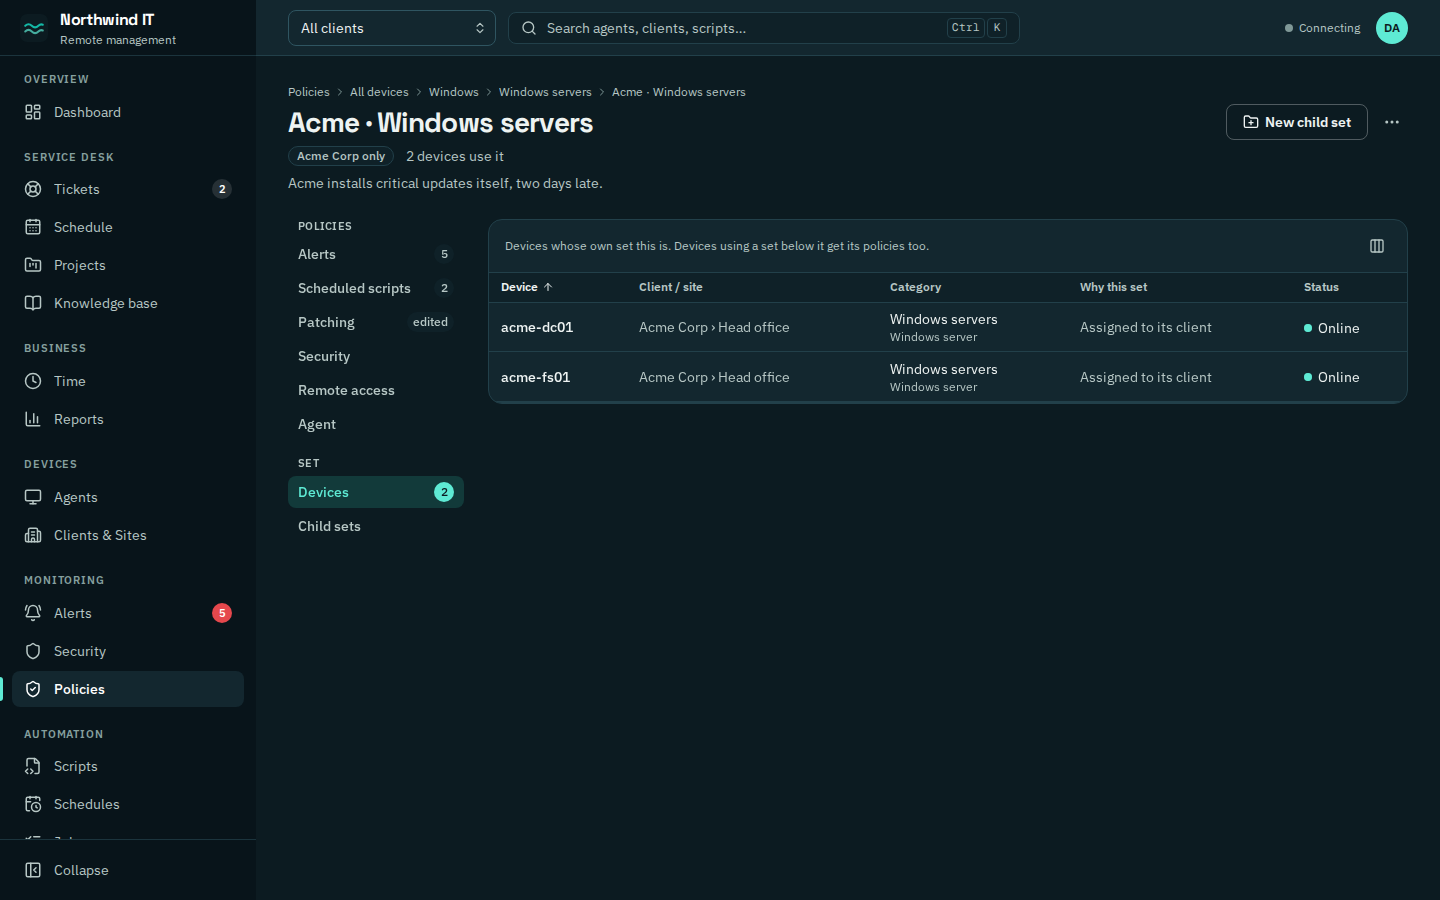 Northwind IT
Remote management
All clients
Search agents, clients, scripts...
Ctrl K
Connecting
DA
OVERVIEW
Dashboard
SERVICE DESK
Tickets 2
Schedule
Projects
Knowledge base
BUSINESS
Time
Reports
DEVICES
Agents
Clients & Sites
MONITORING
Alerts 5
Security
Policies
AUTOMATION
Scripts
Schedules
Collapse
Policies › All devices › Windows › Windows servers › Acme · Windows servers
Acme · Windows servers
New child set
Acme Corp only 2 devices use it
Acme installs critical updates itself, two days late.
POLICIES
Alerts 5
Scheduled scripts 2
Patching edited
Security
Remote access
Agent
SET
Devices 2
Child sets
Devices whose own set this is. Devices using a set below it get its policies too.
Device ↑ Client / site Category Why this set Status
acme-dc01 Acme Corp › Head office Windows servers Assigned to its client Online
Windows server
acme-fs01 Acme Corp › Head office Windows servers Assigned to its client Online
Windows server